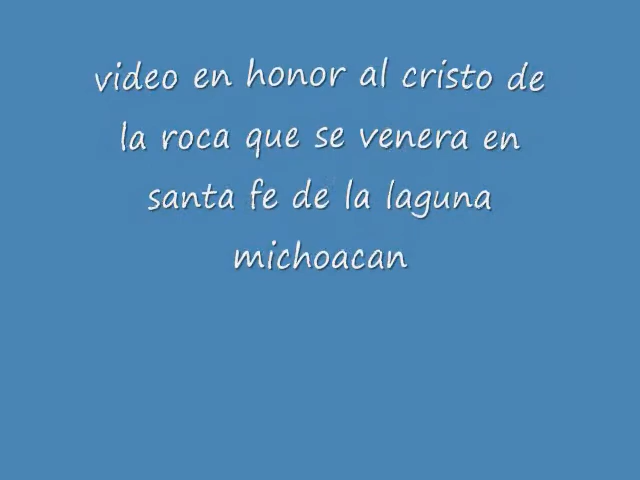 video en honor al cristo de
la roca que se venera en
santa fe de la laguna
michoacan